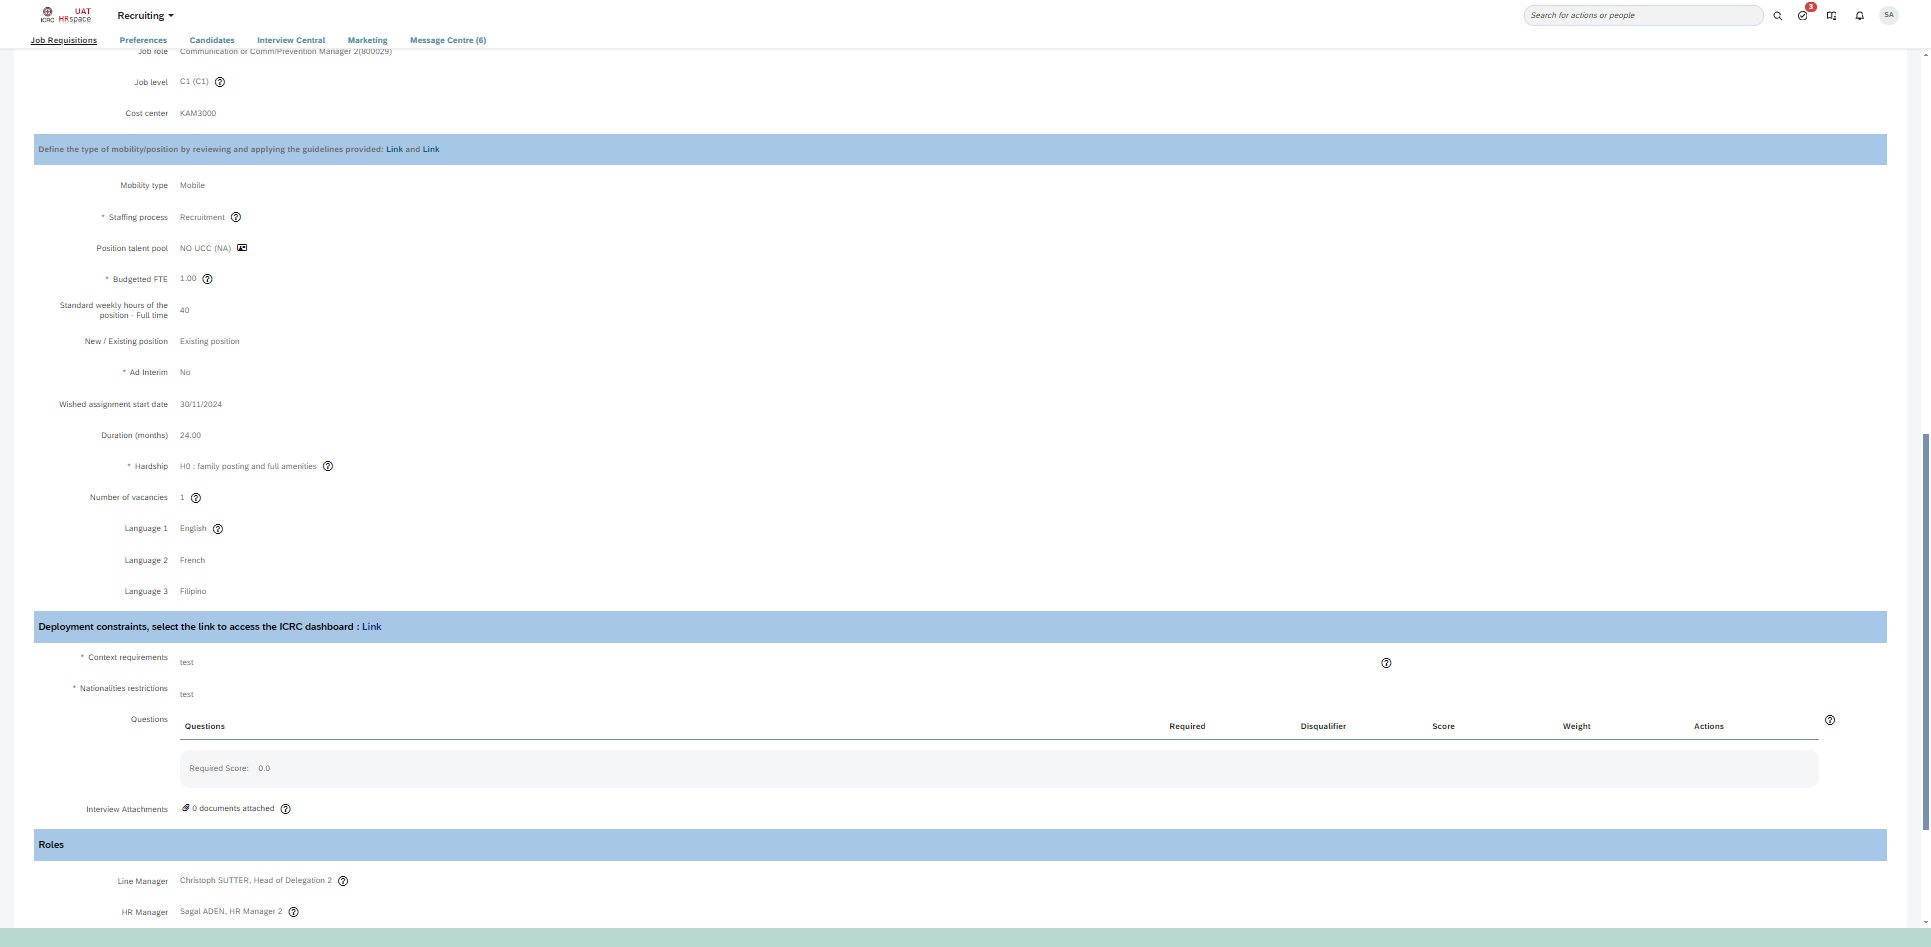 ICRC UAT HRspace Recruiting Search for actions or people 3 SA
Job Requisitions Preferences Candidates Interview Central Marketing Message Centre (6)
Job role Communication or Comm/Prevention Manager 2(800029)
Job level C1 (C1)
Cost center KAM3000
Define the type of mobility/position by reviewing and applying the guidelines provided: Link and Link
Mobility type Mobile
* Staffing process Recruitment
Position talent pool NO UCC (NA)
* Budgetted FTE 1.00
Standard weekly hours of the
position - Full time 40
New / Existing position Existing position
* Ad Interim No
Wished assignment start date 30/11/2024
Duration (months) 24.00
* Hardship H0 : family posting and full amenities
Number of vacancies 1
Language 1 English
Language 2 French
Language 3 Filipino
Deployment constraints, select the link to access the ICRC dashboard : Link
* Context requirements test
* Nationalities restrictions test
Questions Questions Required Disqualifier Score Weight Actions
Required Score: 0.0
Interview Attachments 0 documents attached
Roles
Line Manager Christoph SUTTER, Head of Delegation 2
HR Manager Sagal ADEN, HR Manager 2